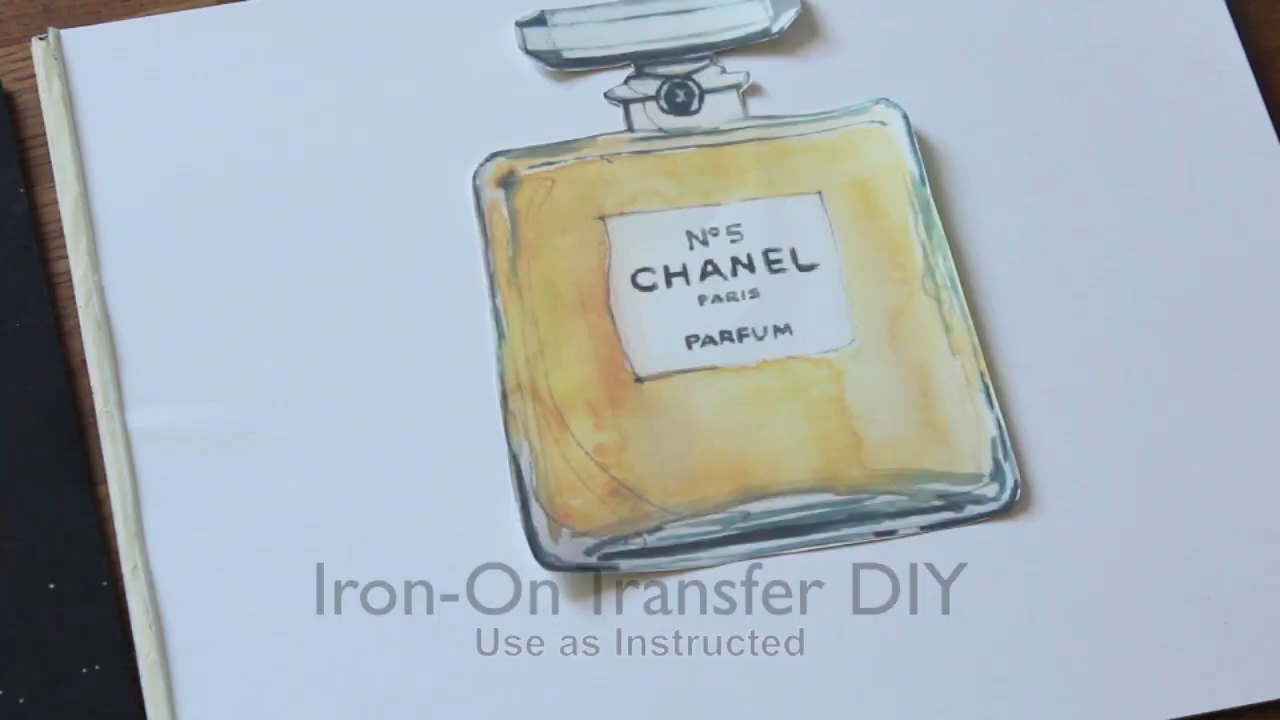 N° 5
CHANEL
PARIS
PARFUM
Iron-On Transfer DIY
Use as Instructed